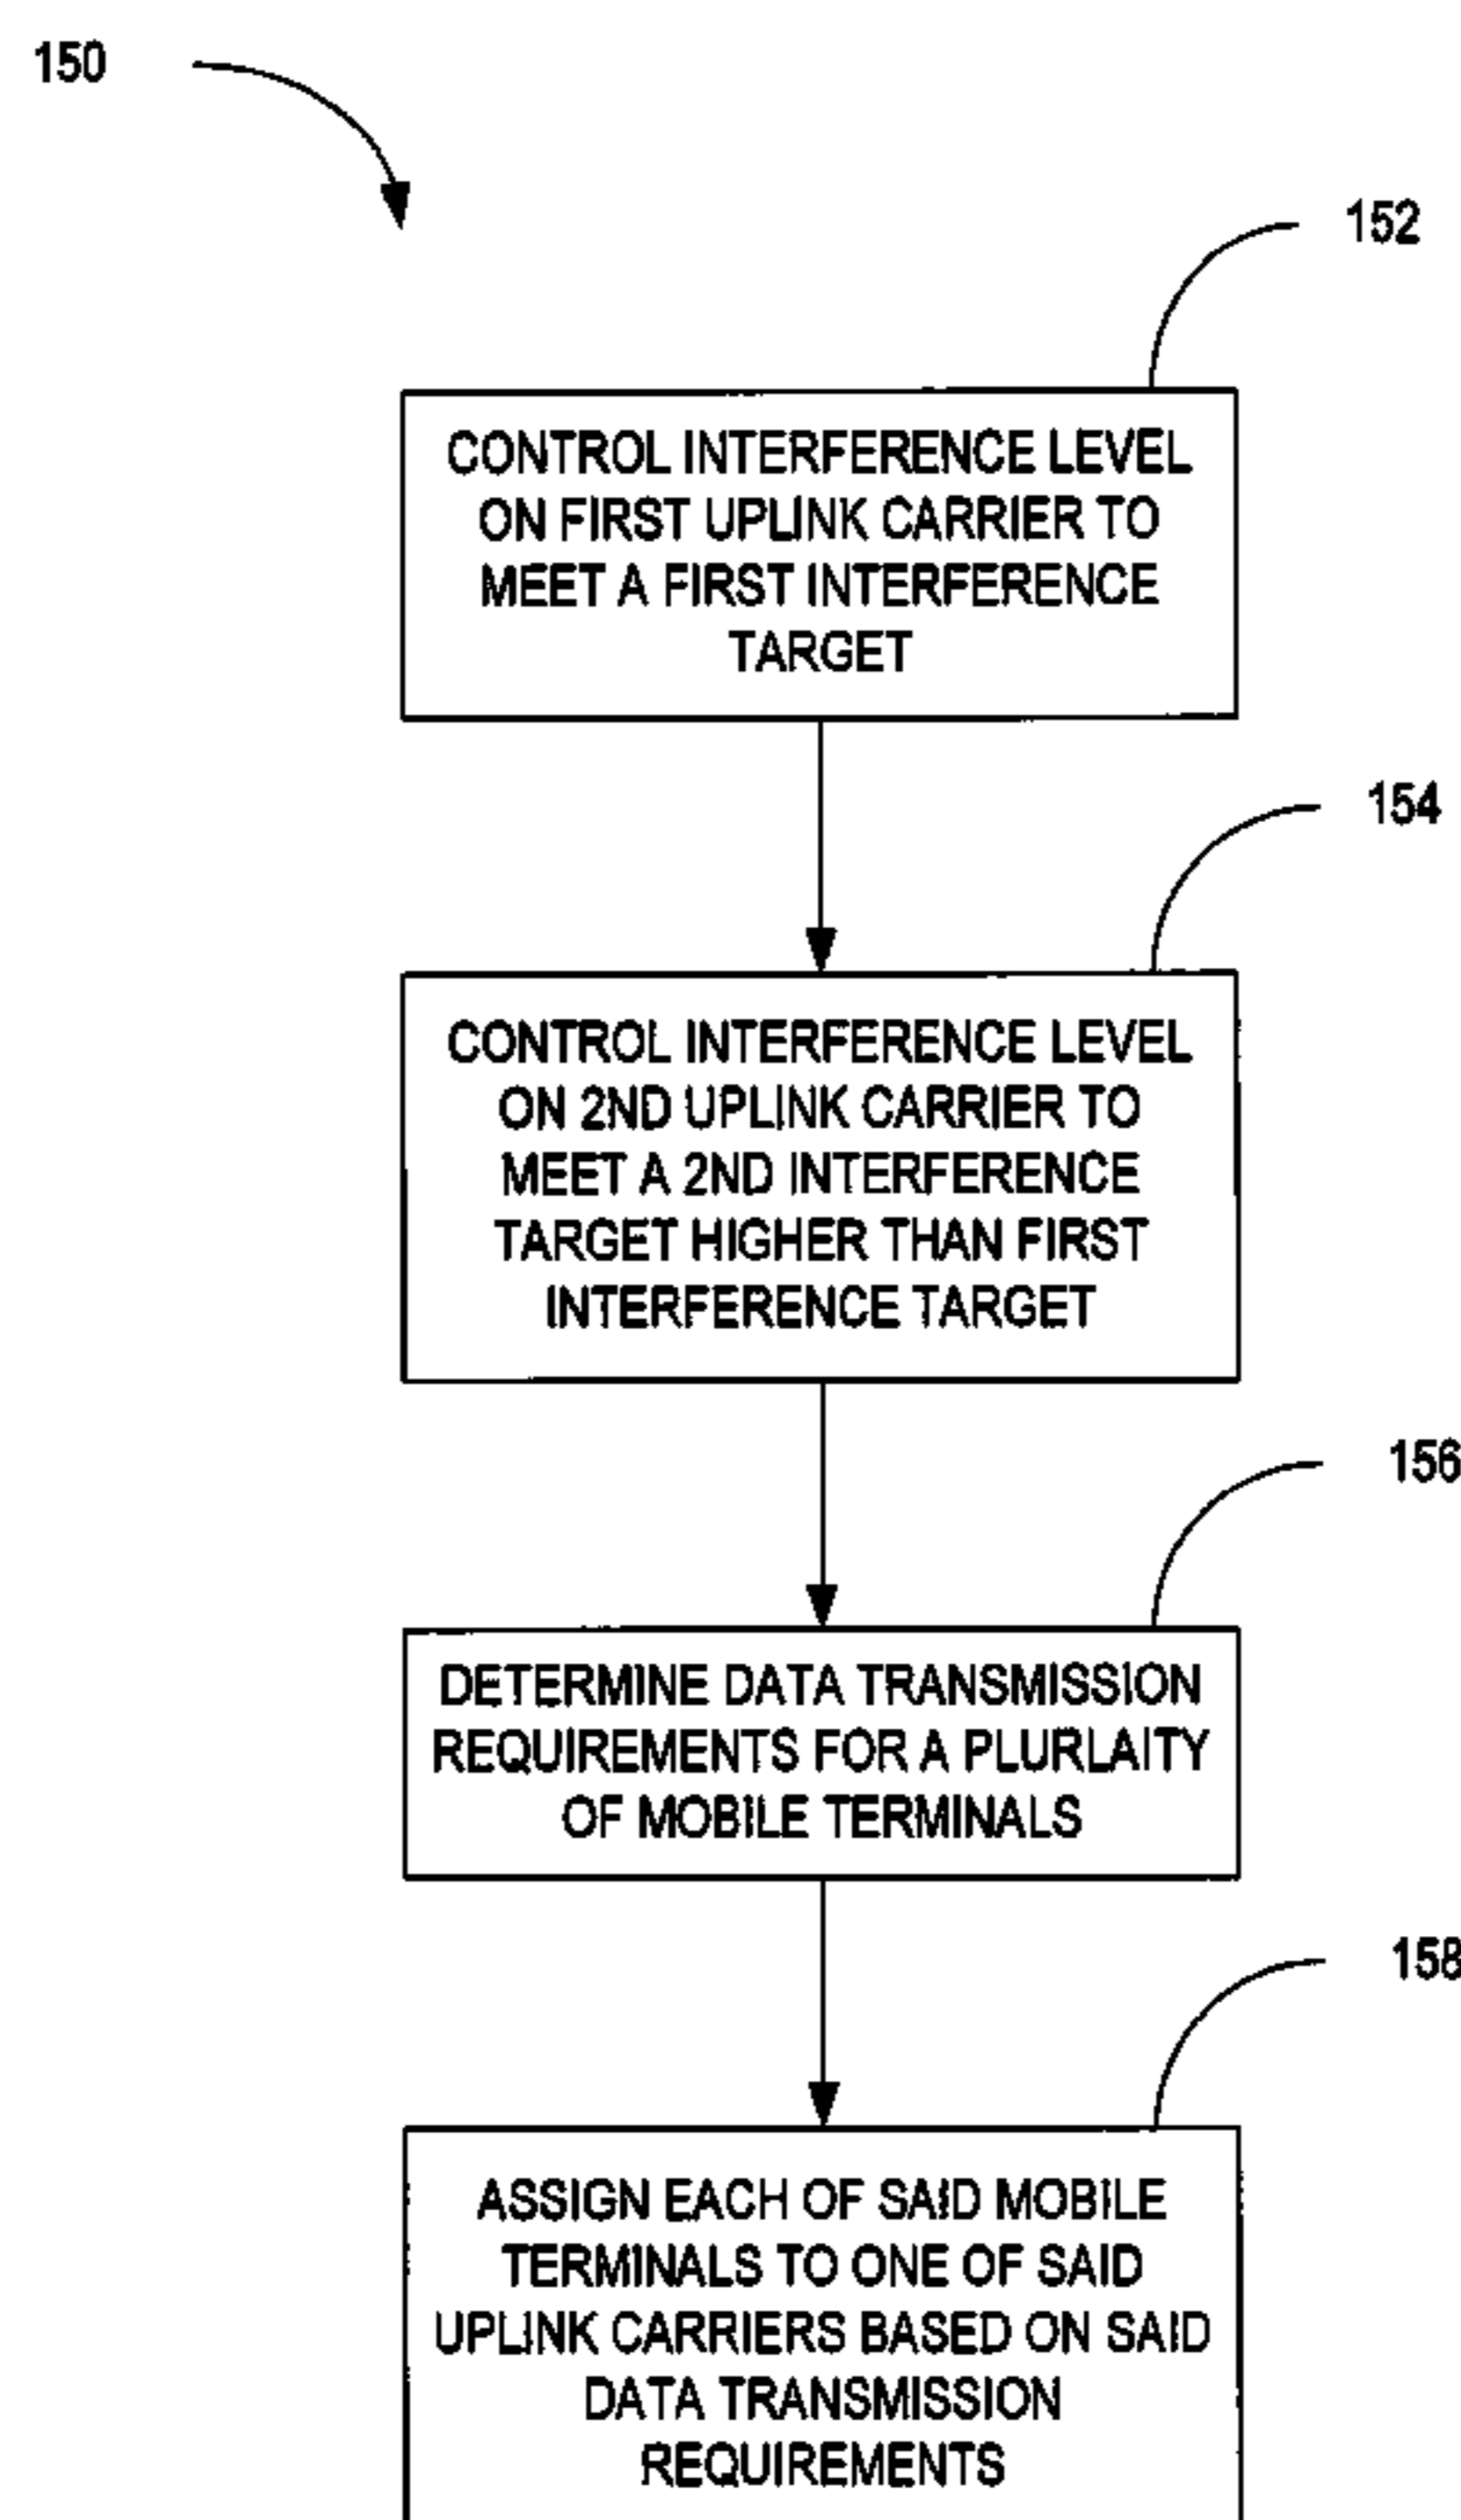 150
152
CONTROL INTERFERENCE LEVEL
ON FIRST UPLINK CARRIER TO
MEET A FIRST INTERFERENCE
TARGET
154
CONTROL INTERFERENCE LEVEL
ON 2ND UPLINK CARRIER TO
MEET A 2ND INTERFERENCE
TARGET HIGHER THAN FIRST
INTERFERENCE TARGET
156
DETERMINE DATA TRANSMISSION
REQUIREMENTS FOR A PLURLAITY
OF MOBILE TERMINALS
158
ASSIGN EACH OF SAID MOBILE
TERMINALS TO ONE OF SAID
UPLINK CARRIERS BASED ON SAID
DATA TRANSMISSION
REQUIREMENTS